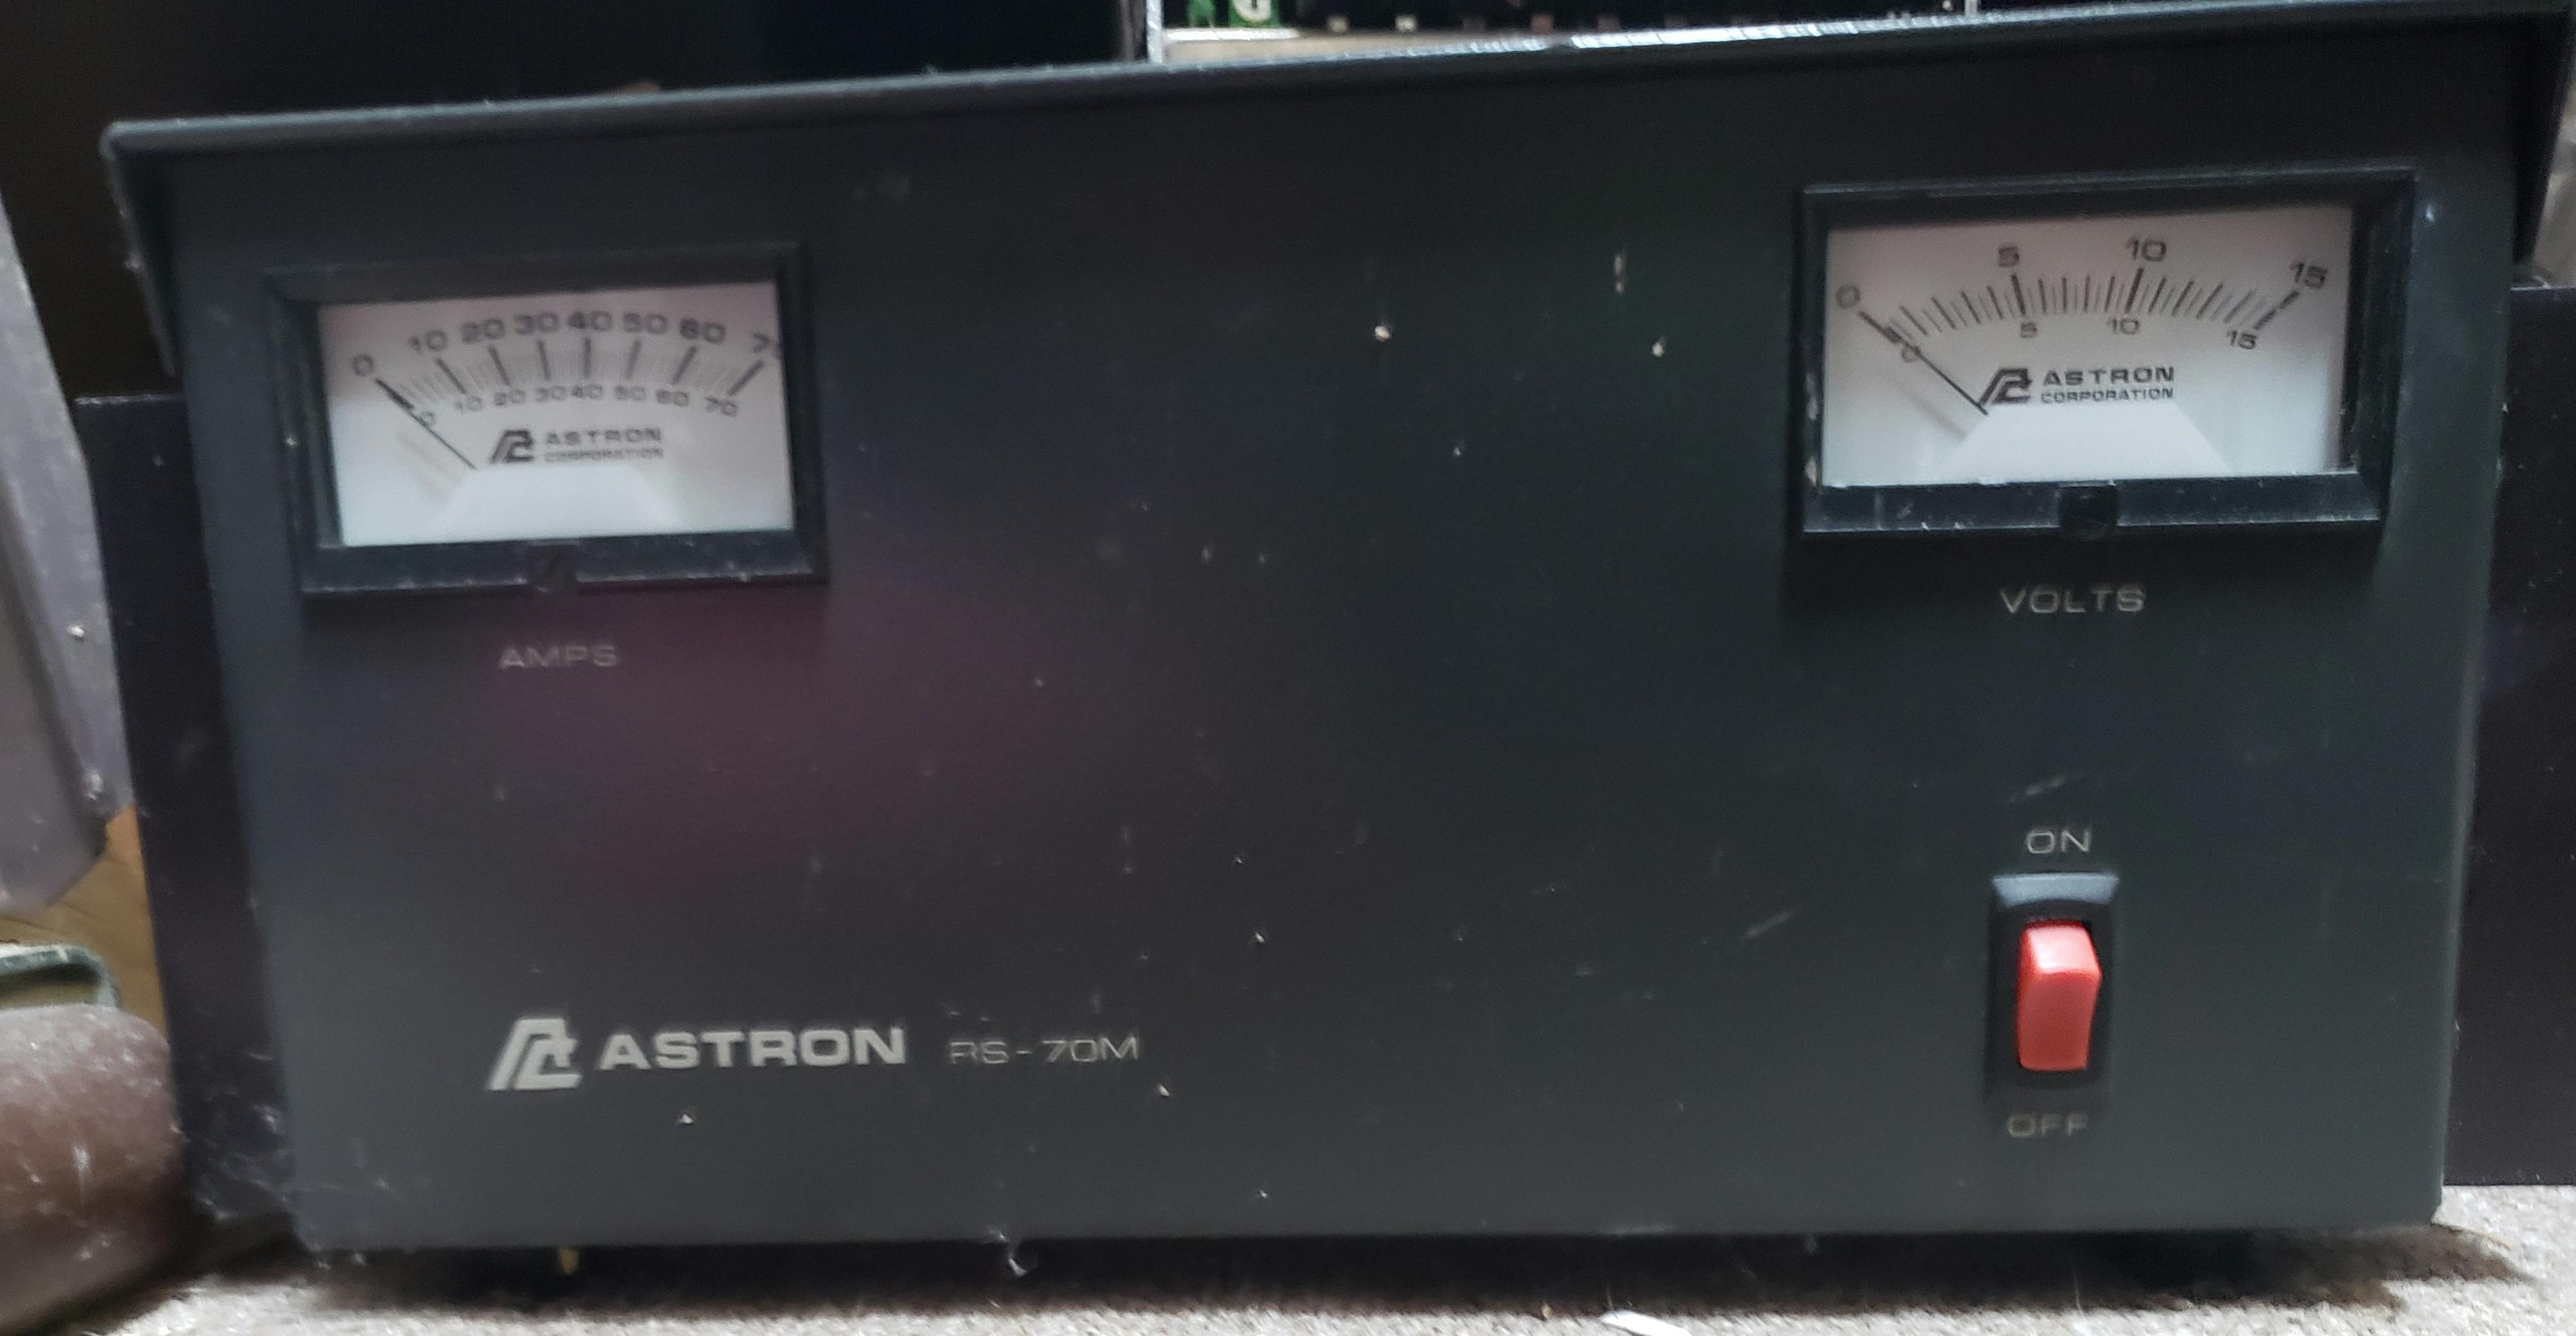 0 10 20 30 40 50 60 7
0 10 20 30 40 50 60 70
ASTRON
CORPORATION
AMPS
0 5 10 15
0 5 10 15
ASTRON
CORPORATION
VOLTS
ON
OFF
ASTRON RS-70M